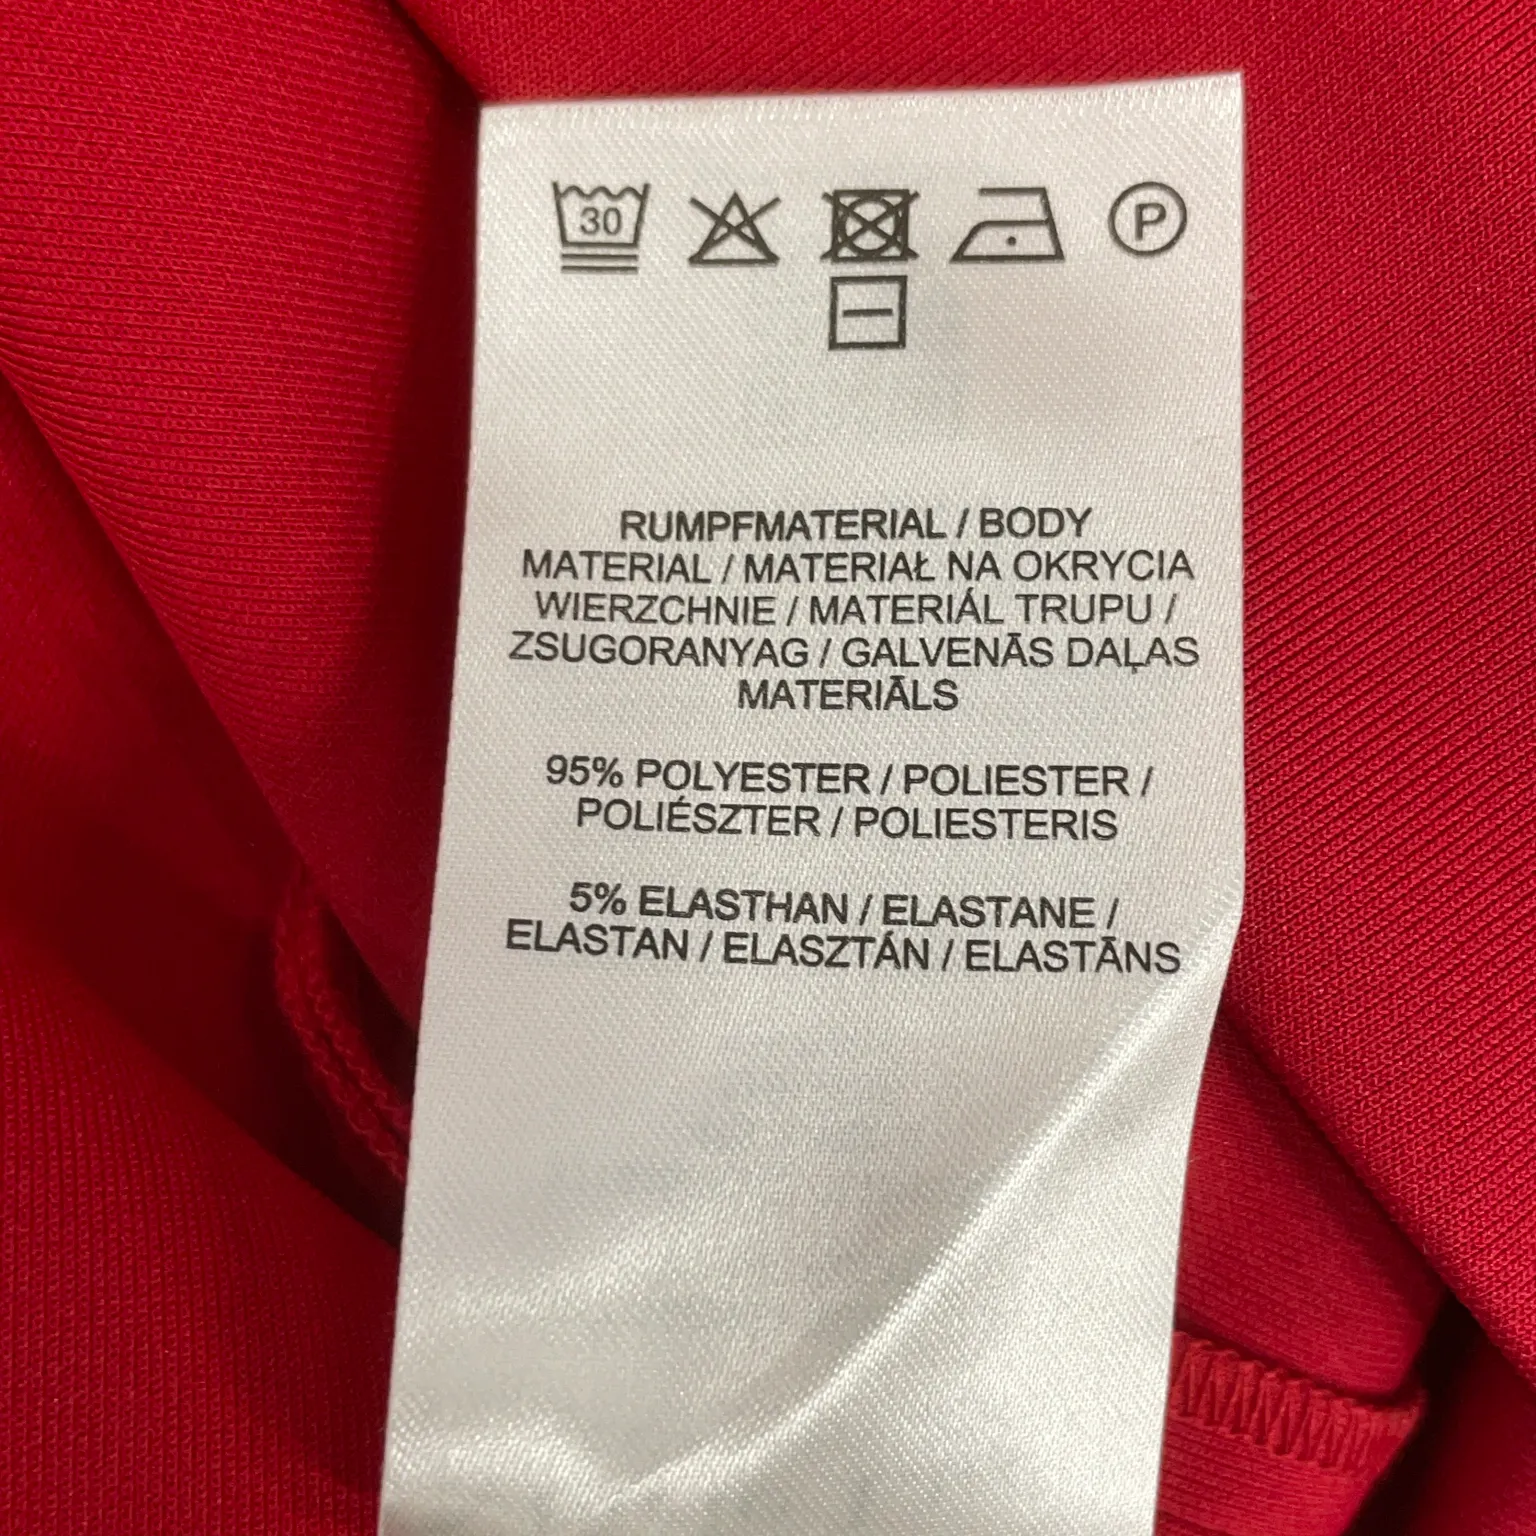 30
P
RUMPFMATERIAL / BODY
MATERIAL / MATERIAŁ NA OKRYCIA
WIERZCHNIE / MATERIÁL TRUPU /
ZSUGORANYAG / GALVENĀS DAĻAS
MATERIĀLS
95% POLYESTER / POLIESTER /
POLIÉSZTER / POLIESTERIS
5% ELASTHAN / ELASTANE /
ELASTAN / ELASZTÁN / ELASTĀNS